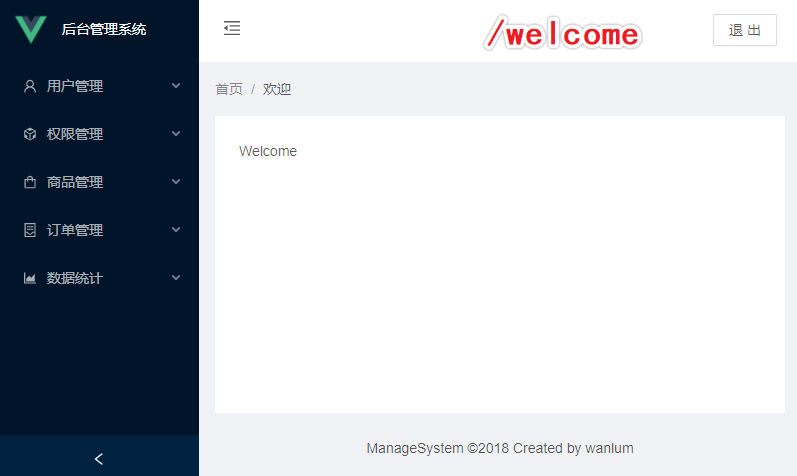 后台管理系统
/welcome
退 出
用户管理
权限管理
商品管理
订单管理
数据统计
首页 / 欢迎
Welcome
ManageSystem ©2018 Created by wanlum